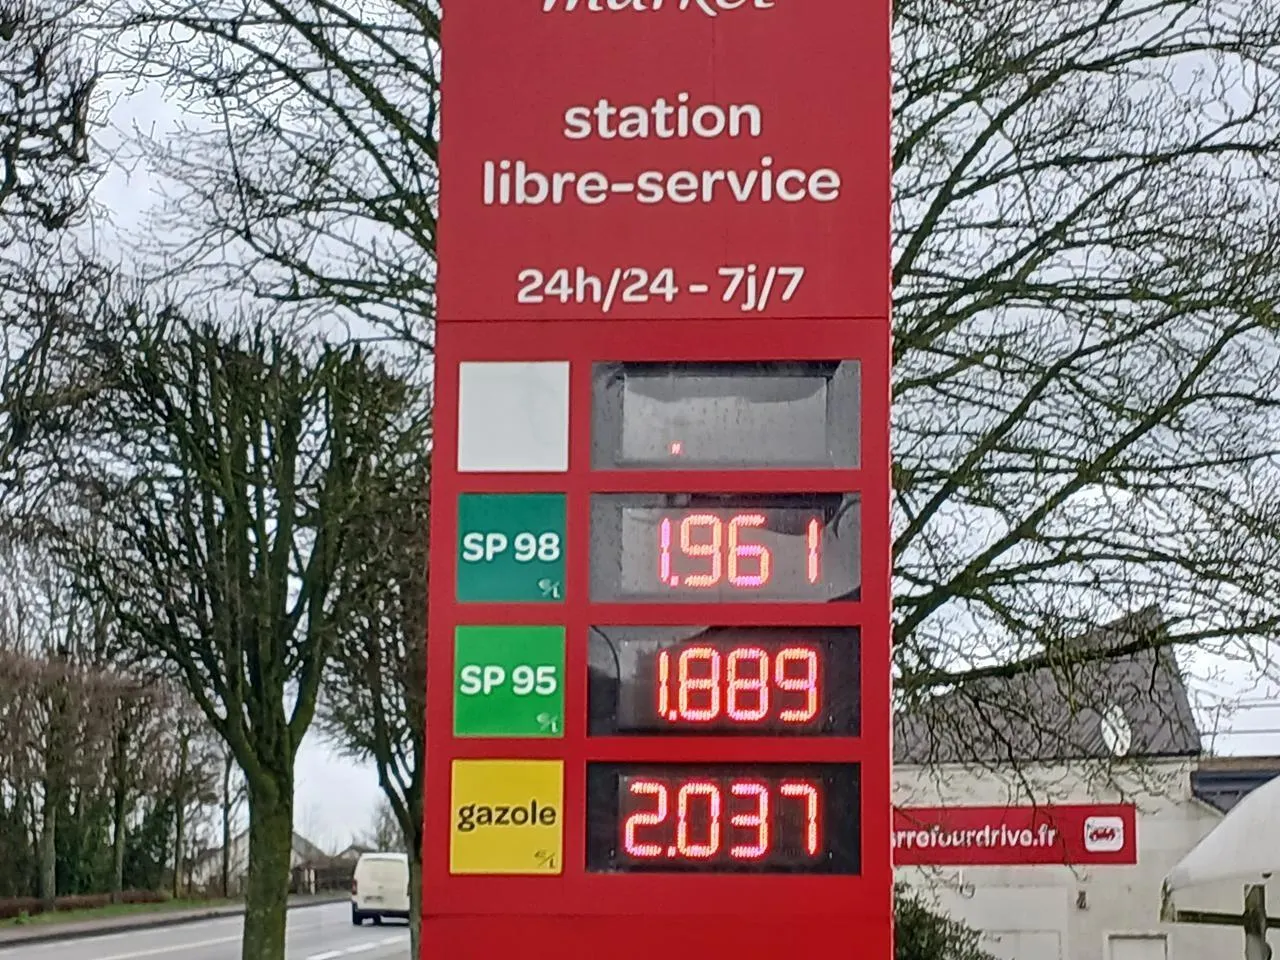 market
station
libre-service
24h/24 - 7j/7
.
SP 98 €/L 1.961
SP 95 €/L 1.889
gazole €/L 2.037
rrefourdrive.fr